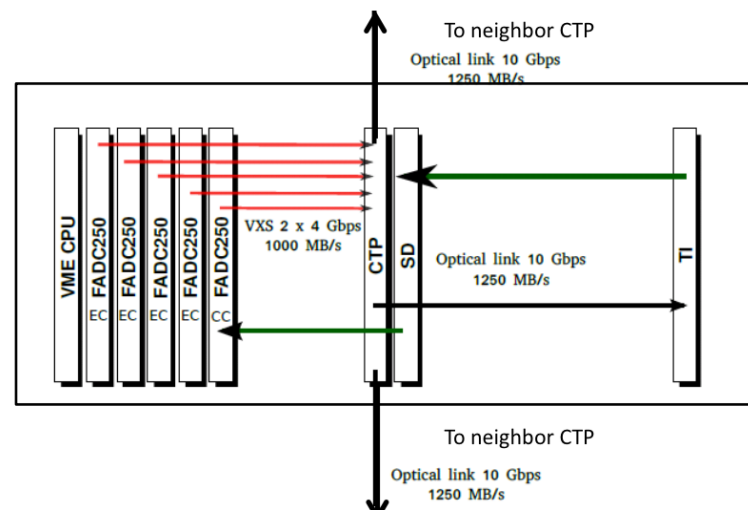 To neighbor CTP
Optical link 10 Gbps
1250 MB/s
VME CPU
FADC250
EC
FADC250
EC
FADC250
EC
FADC250
EC
FADC250
CC
VXS 2 x 4 Gbps
1000 MB/s
CTP
SD
Optical link 10 Gbps
1250 MB/s
TI
To neighbor CTP
Optical link 10 Gbps
1250 MB/s